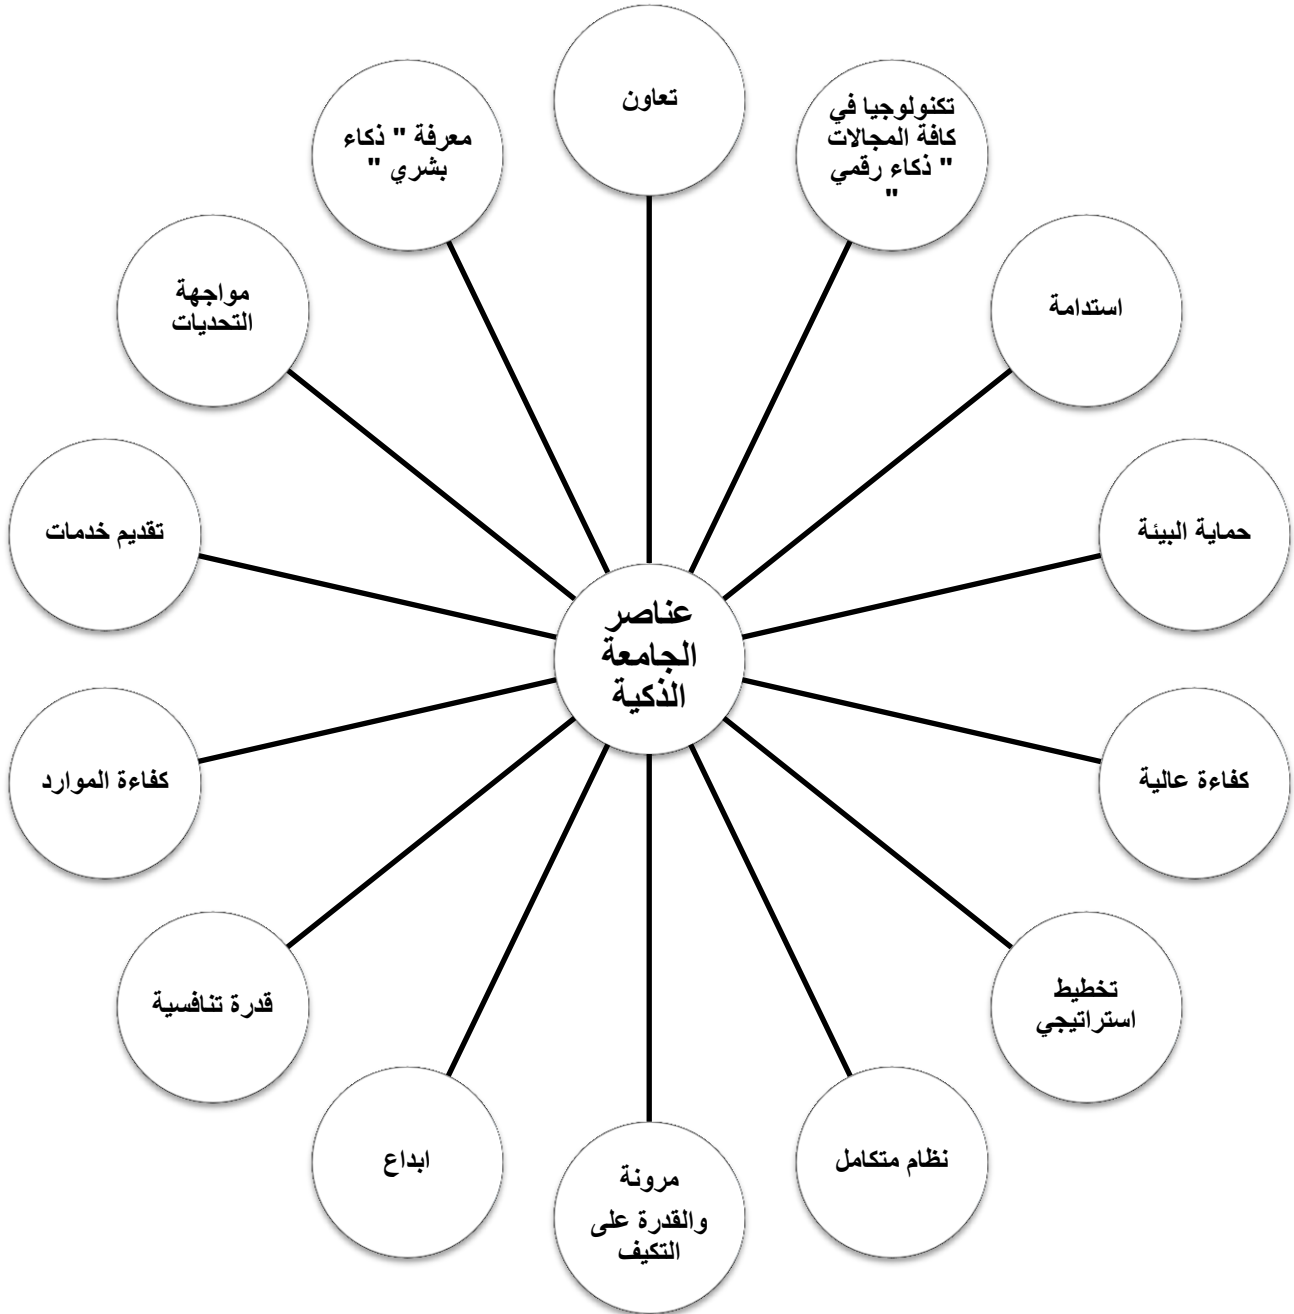 عناصر
الجامعة
الذكية
تعاون
تكنولوجيا في
كافة المجالات
" ذكاء رقمي
"
استدامة
حماية البيئة
كفاءة عالية
تخطيط
استراتيجي
نظام متكامل
مرونة
والقدرة على
التكيف
ابداع
قدرة تنافسية
كفاءة الموارد
تقديم خدمات
مواجهة
التحديات
معرفة " ذكاء
بشري "